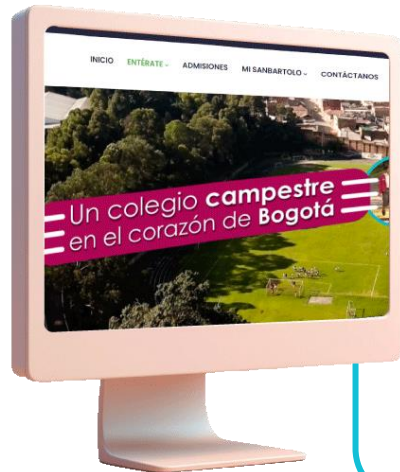 INICIO ENTÉRATE ADMISIONES MI SANBARTOLO CONTÁCTANOS
Un colegio campestre
en el corazón de Bogotá